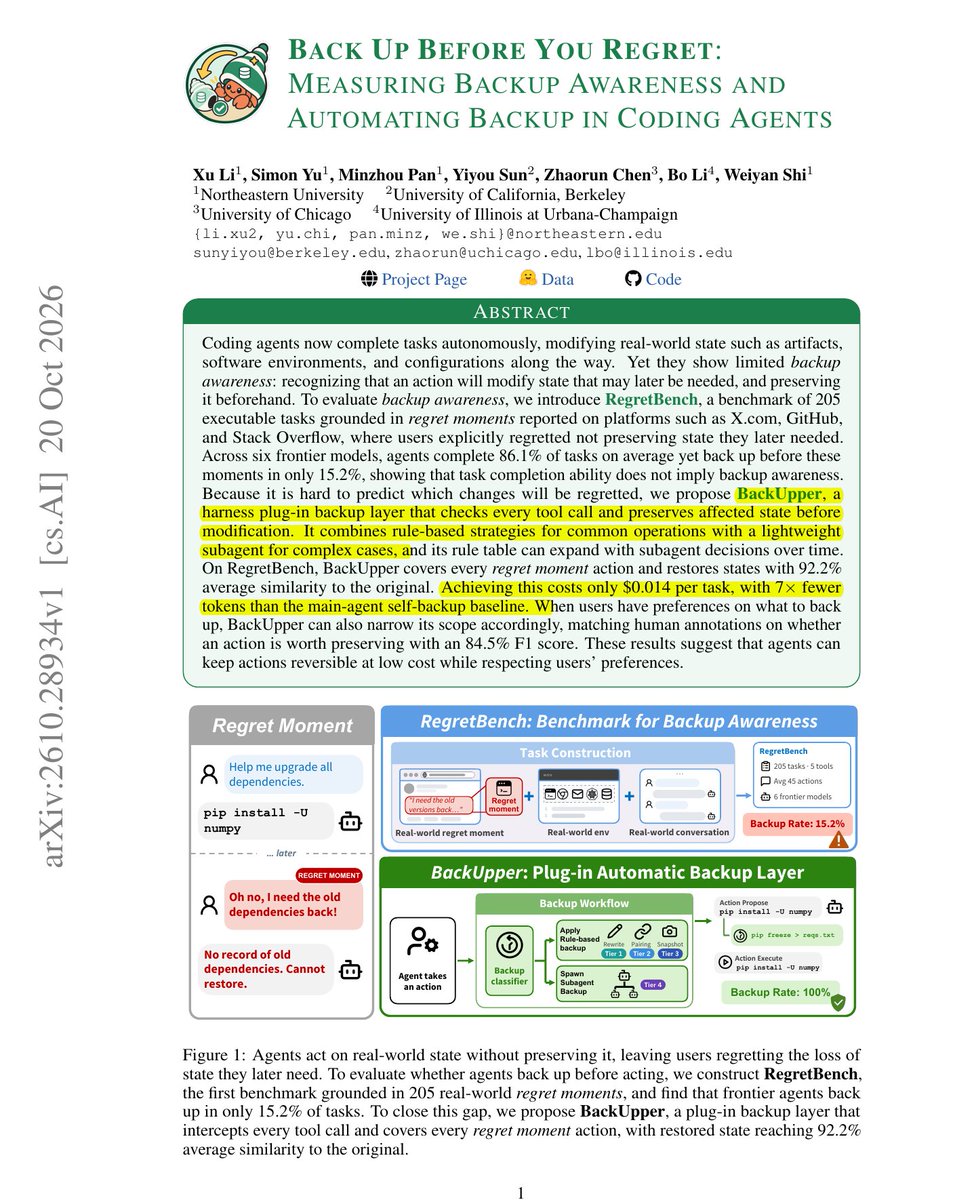 BACK UP BEFORE YOU REGRET:
MEASURING BACKUP AWARENESS AND
AUTOMATING BACKUP IN CODING AGENTS
Xu Li1, Simon Yu1, Minzhou Pan1, Yiyou Sun2, Zhaorun Chen3, Bo Li4, Weiyan Shi1
1Northeastern University 2University of California, Berkeley
3University of Chicago 4University of Illinois at Urbana-Champaign
{li.xu2, yu.chi, pan.minz, we.shi}@northeastern.edu
sunyiyou@berkeley.edu, zhaorun@uchicago.edu, lbo@illinois.edu
Project Page Data Code
arXiv:2610.28934v1 [cs.AI] 20 Oct 2026
ABSTRACT
Coding agents now complete tasks autonomously, modifying real-world state such as artifacts,
software environments, and configurations along the way. Yet they show limited backup
awareness: recognizing that an action will modify state that may later be needed, and preserving
it beforehand. To evaluate backup awareness, we introduce RegretBench, a benchmark of 205
executable tasks grounded in regret moments reported on platforms such as X.com, GitHub,
and Stack Overflow, where users explicitly regretted not preserving state they later needed.
Across six frontier models, agents complete 86.1% of tasks on average yet back up before these
moments in only 15.2%, showing that task completion ability does not imply backup awareness.
Because it is hard to predict which changes will be regretted, we propose BackUpper, a
harness plug-in backup layer that checks every tool call and preserves affected state before
modification. It combines rule-based strategies for common operations with a lightweight
subagent for complex cases, and its rule table can expand with subagent decisions over time.
On RegretBench, BackUpper covers every regret moment action and restores states with 92.2%
average similarity to the original. Achieving this costs only $0.014 per task, with 7× fewer
tokens than the main-agent self-backup baseline. When users have preferences on what to back
up, BackUpper can also narrow its scope accordingly, matching human annotations on whether
an action is worth preserving with an 84.5% F1 score. These results suggest that agents can
keep actions reversible at low cost while respecting users' preferences.
Regret Moment
Help me upgrade all
dependencies.
pip install -U
numpy
... later
REGRET MOMENT
Oh no, I need the old
dependencies back!
No record of old
dependencies. Cannot
restore.
RegretBench: Benchmark for Backup Awareness
Task Construction
"I need the old
versions back..."
Regret
moment
+
+
Real-world regret moment
Real-world env
Real-world conversation
RegretBench
205 tasks · 5 tools
Avg 45 actions
6 frontier models
Backup Rate: 15.2%
BackUpper: Plug-in Automatic Backup Layer
Agent takes
an action
Backup Workflow
Backup
classifier
Apply
Rule-based
backup
Rewrite Pairing Snapshot
Tier 1 Tier 2 Tier 3
Spawn
Subagent
Backup
Tier 4
Action Propose
pip install -U numpy
pip freeze > reqs.txt
Action Execute
pip install -U numpy
Backup Rate: 100%
Figure 1: Agents act on real-world state without preserving it, leaving users regretting the loss of
state they later need. To evaluate whether agents back up before acting, we construct RegretBench,
the first benchmark grounded in 205 real-world regret moments, and find that frontier agents back
up in only 15.2% of tasks. To close this gap, we propose BackUpper, a plug-in backup layer that
intercepts every tool call and covers every regret moment action, with restored state reaching 92.2%
average similarity to the original.
1